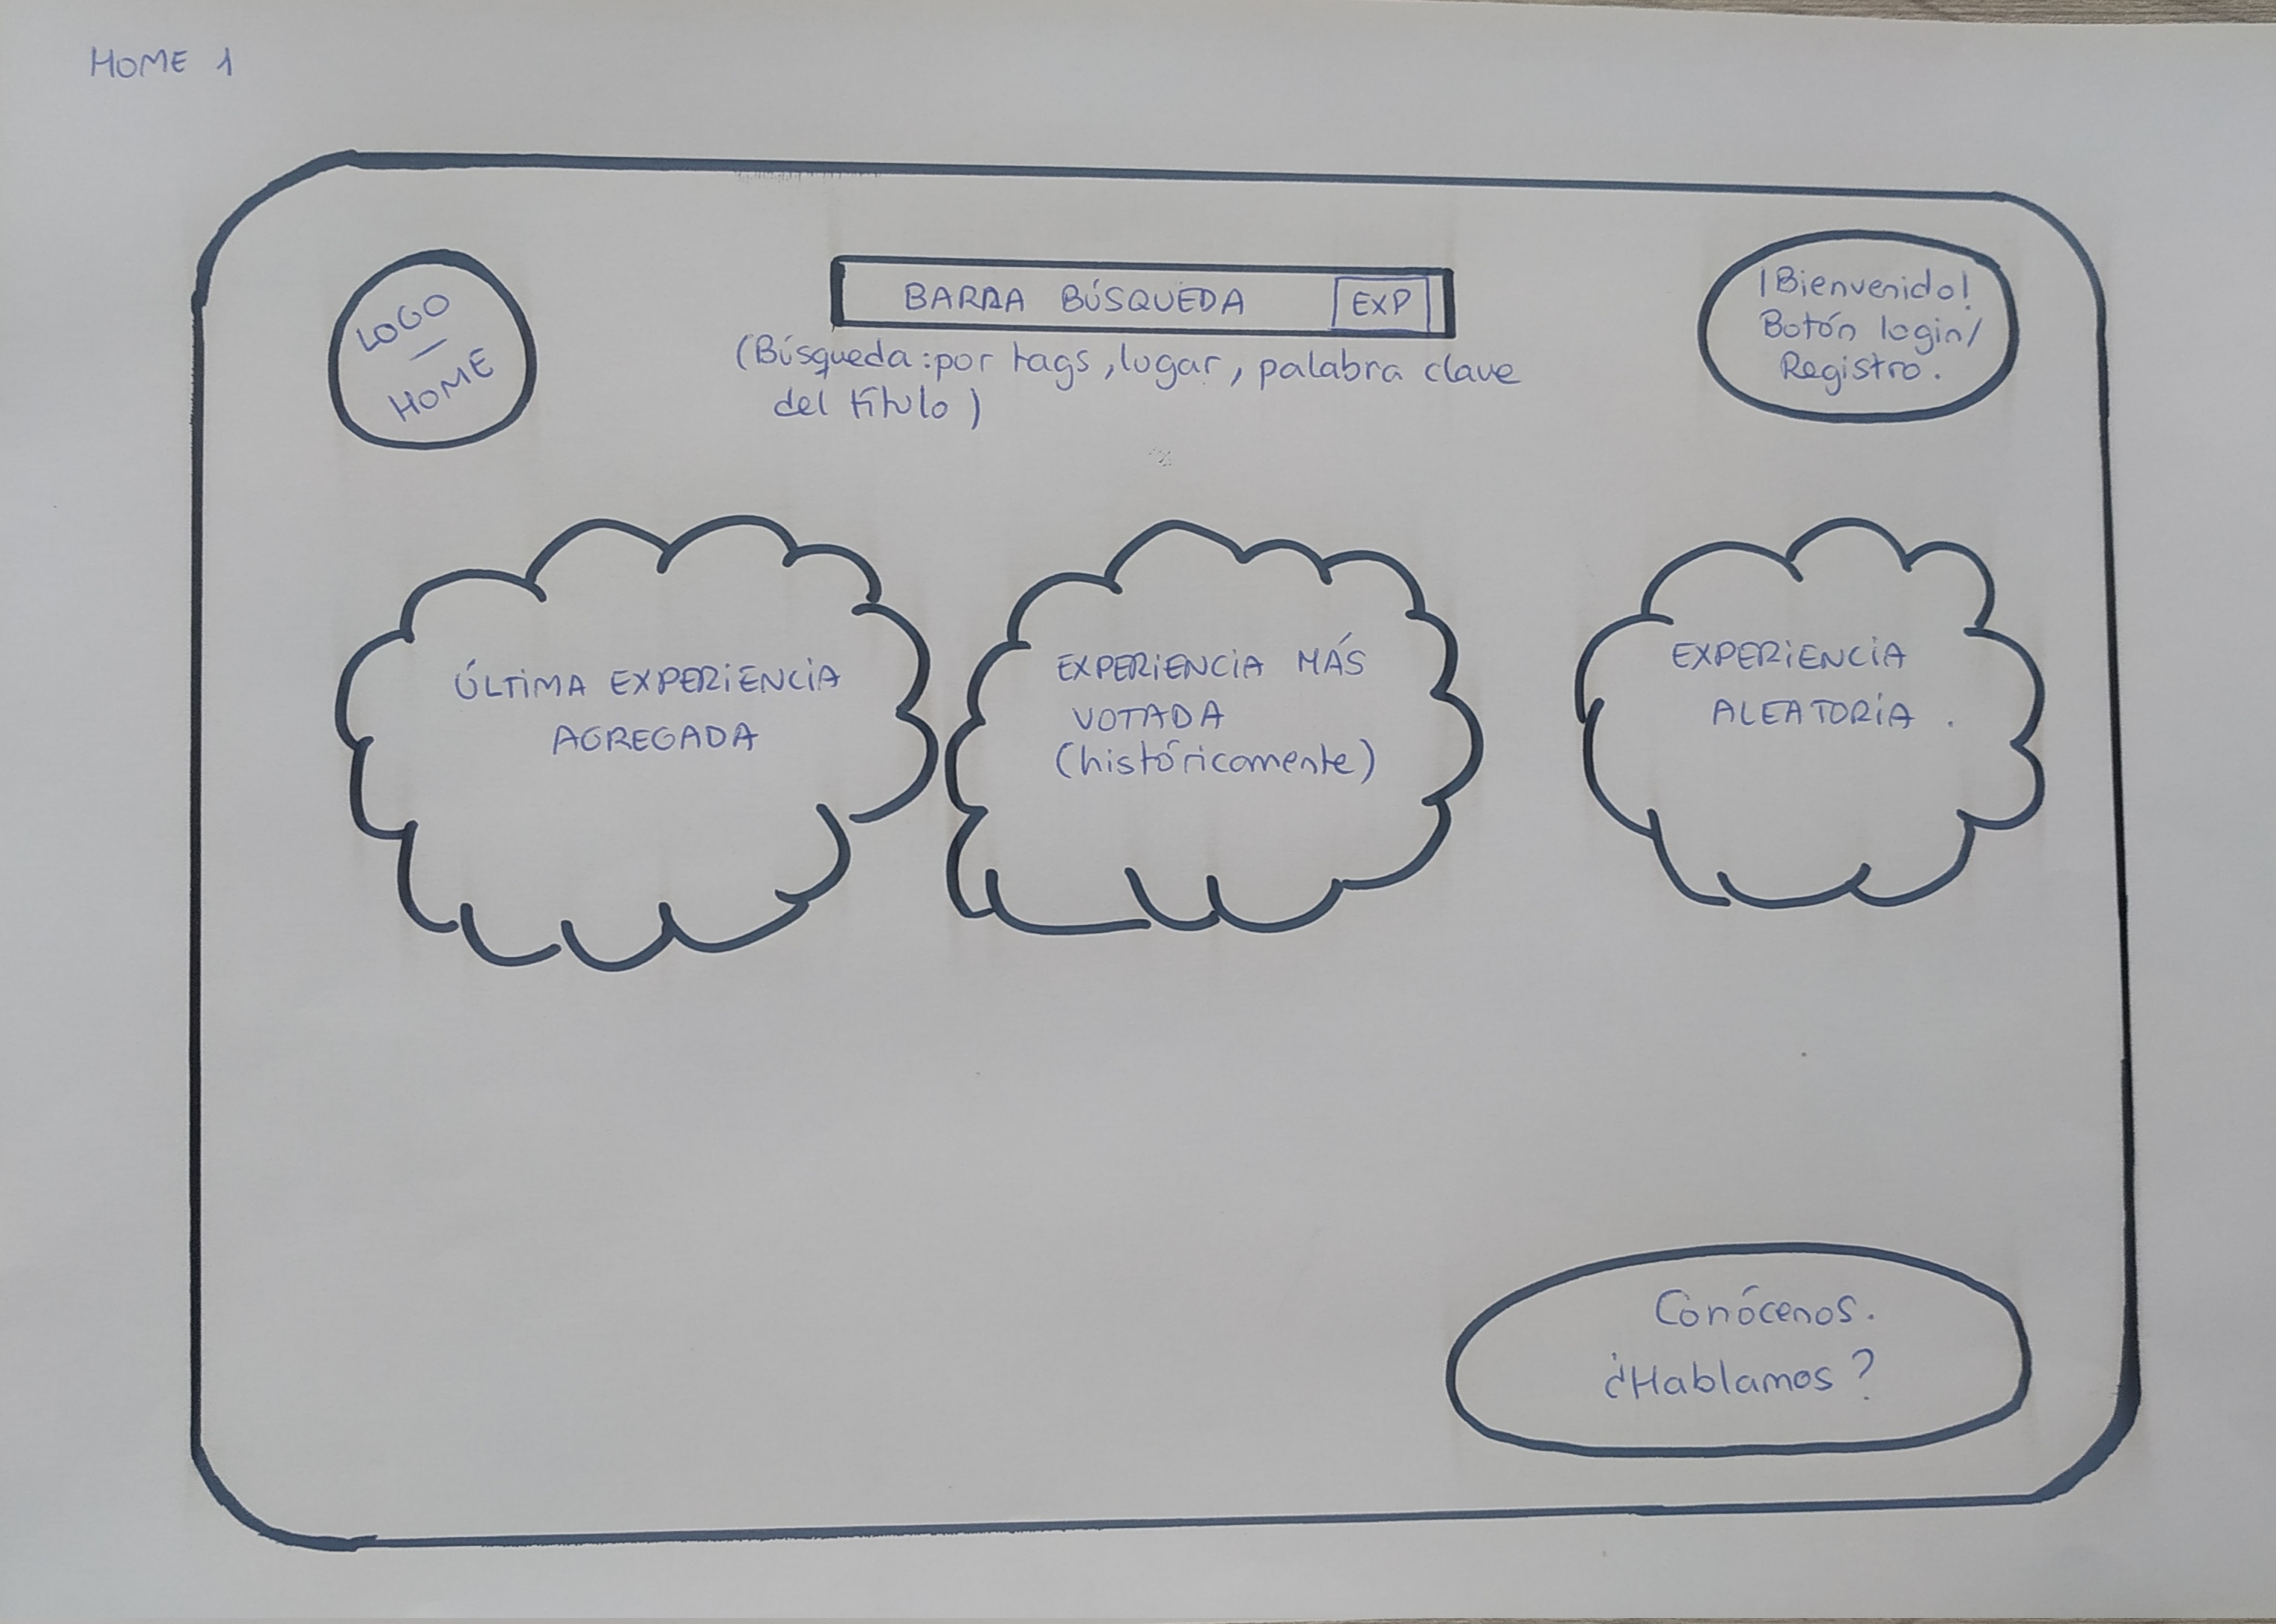 HOME 1
LOGO
—
HOME
BARRA BÚSQUEDA
EXP
(Búsqueda: por tags, lugar, palabra clave
del título)
¡Bienvenido!
Botón login/
Registro.
ÚLTIMA EXPERIENCIA
AGREGADA
EXPERIENCIA MÁS
VOTADA
(históricamente)
EXPERIENCIA
ALEATORIA.
Conócenos.
¿Hablamos?